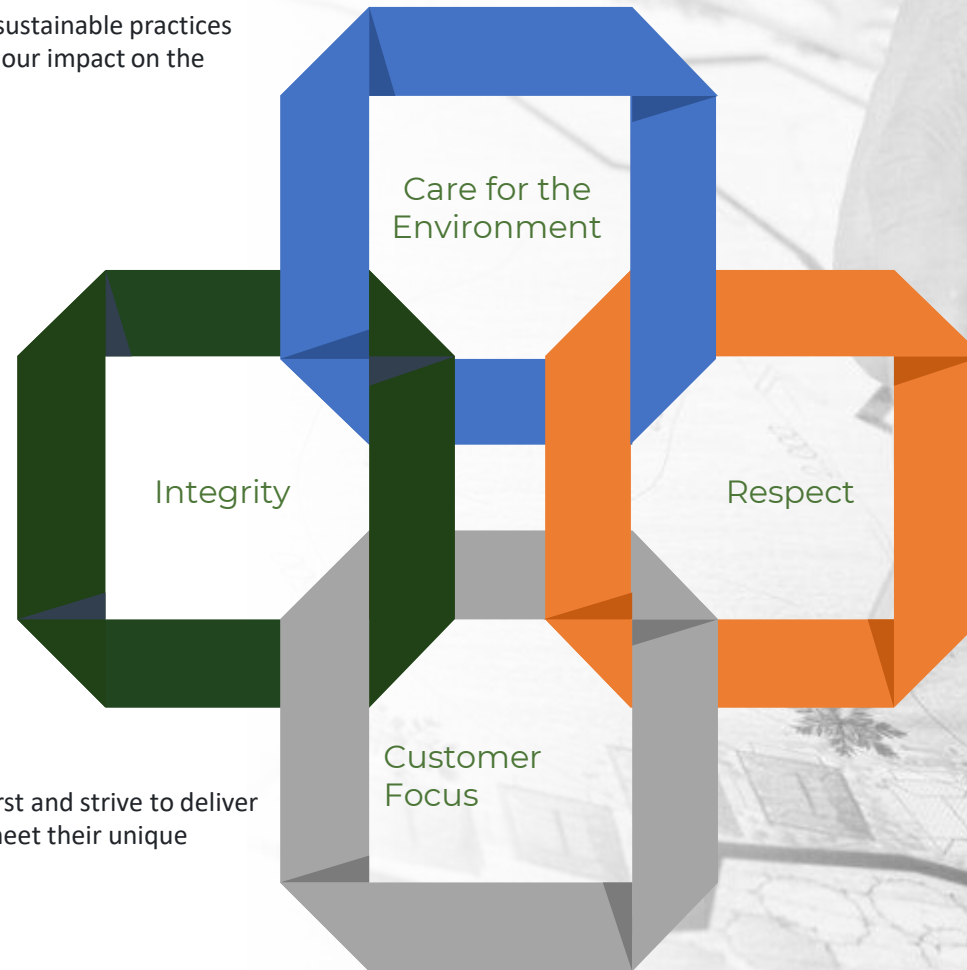 sustainable practices
our impact on the
Care for the
Environment
Integrity
Respect
Customer
Focus
rst and strive to deliver
meet their unique